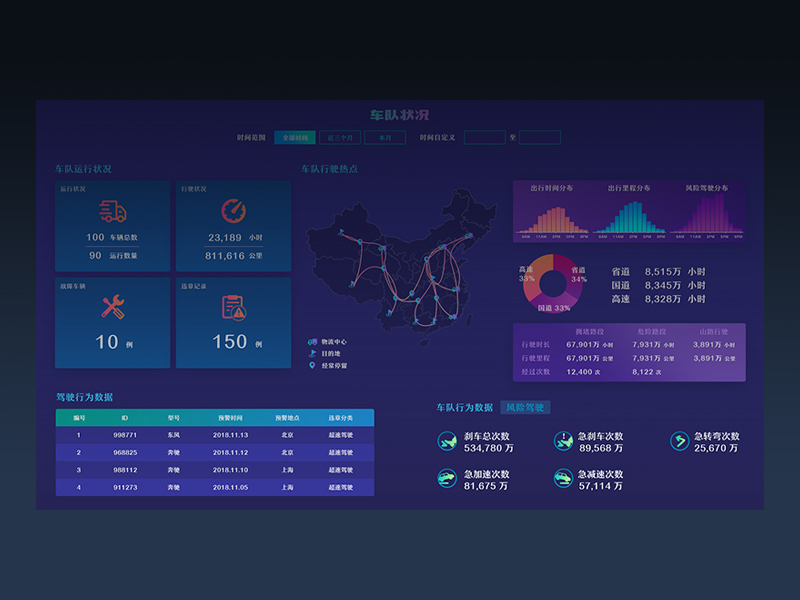 车队状况
时间范围 全部时间 近三个月 本月 时间自定义 至
车队运行状况
运行状况
100 车辆总数
90 运行数量
行驶状况
23,189 小时
811,616 公里
故障车辆
10 例
违章记录
150 例
车队行驶热点
物流中心
目的地
经常停留
出行时间分布 出行里程分布 风险驾驶分布
高速 33%
省道 34%
国道 33%
省道 8,515万 小时
国道 8,345万 小时
高速 8,328万 小时
拥堵路段 危险路段 山路行驶
行驶时长 67,901万 小时 7,931万 小时 3,891万 小时
行驶里程 67,901万 公里 7,931万 公里 3,891万 公里
经过次数 12,400 次 8,122 次
驾驶行为数据
编号 ID 型号 预警时间 预警地点 违章分类
1 998771 东风 2018.11.13 北京 超速驾驶
2 968825 奔驰 2018.11.12 北京 超速驾驶
3 988112 奔驰 2018.11.10 上海 超速驾驶
4 911273 奔驰 2018.11.05 上海 超速驾驶
车队行为数据 风险驾驶
刹车总次数
534,780 万
急刹车次数
89,568 万
急转弯次数
25,670 万
急加速次数
81,675 万
急减速次数
57,114 万